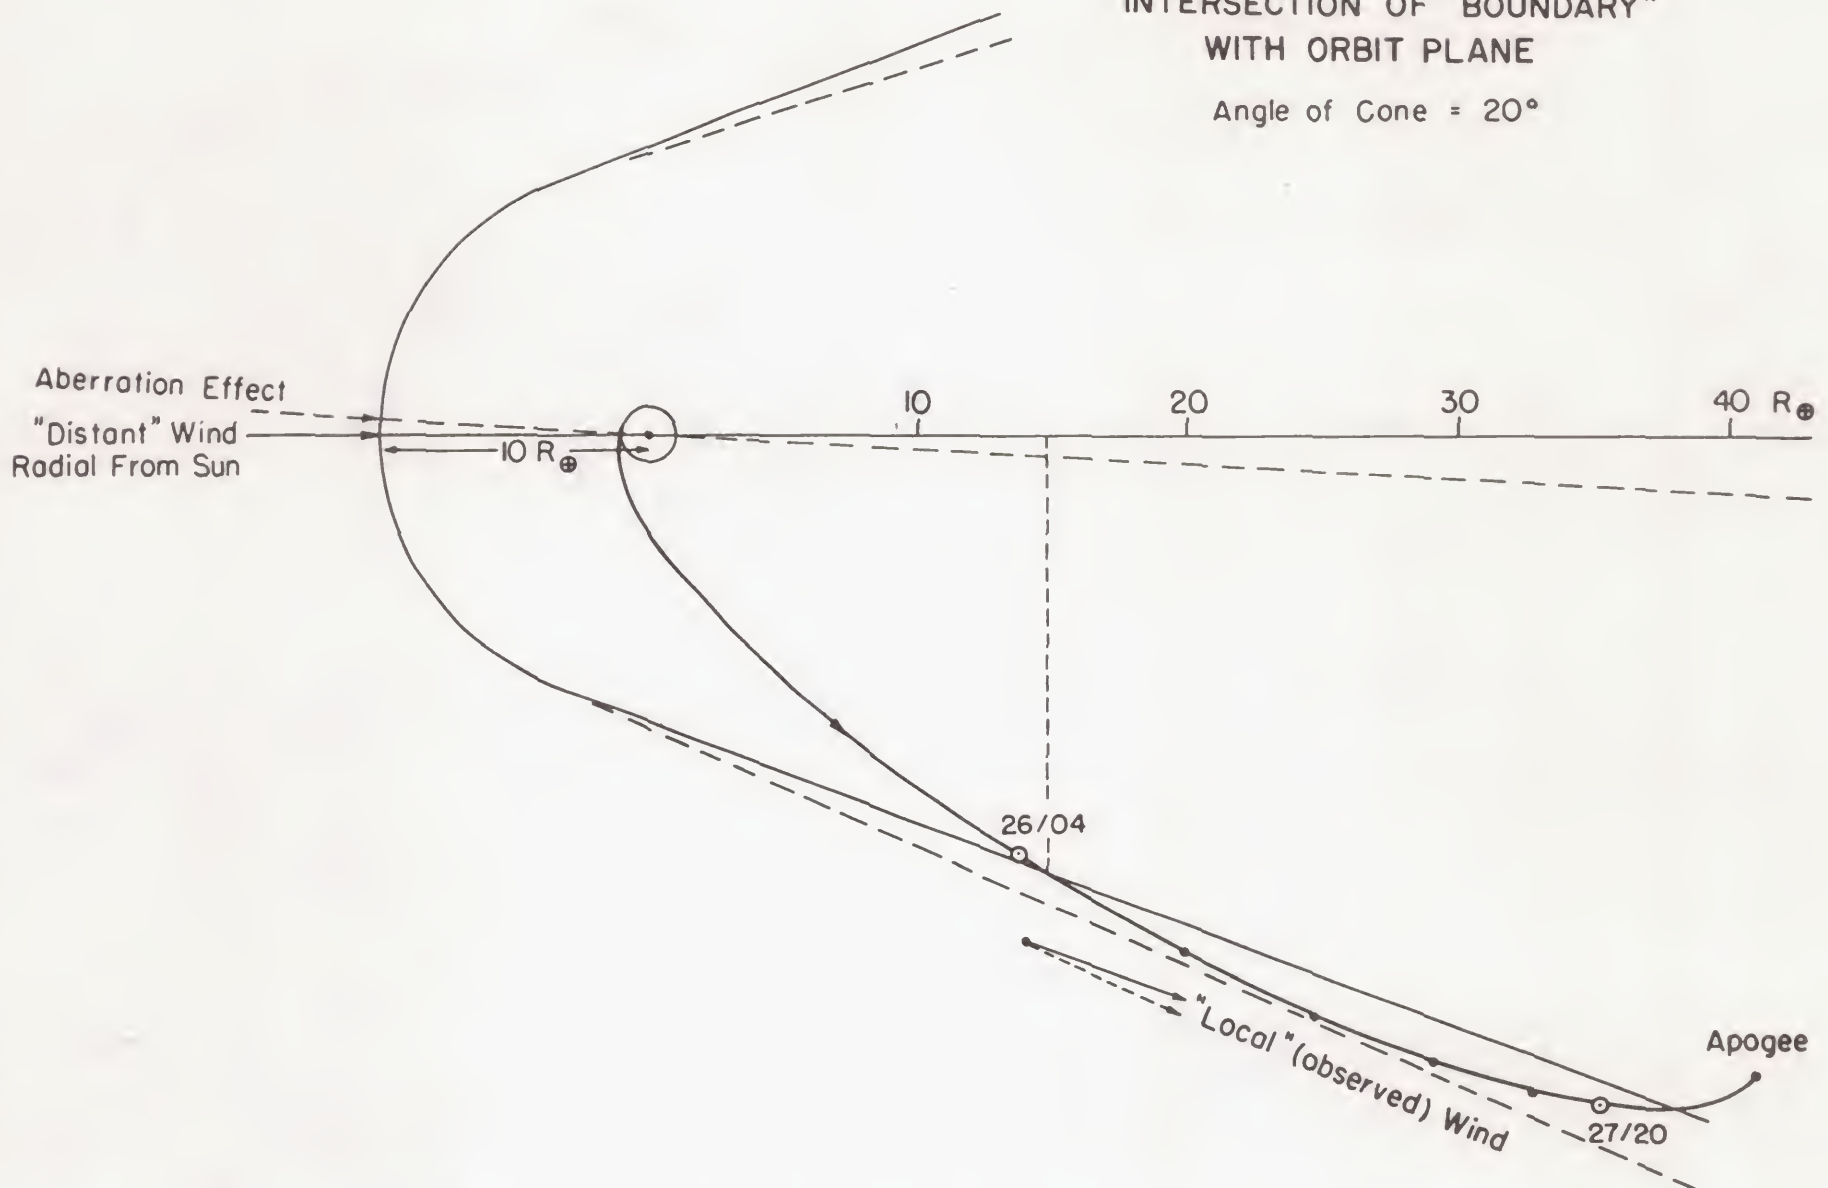 INTERSECTION OF "BOUNDARY"
WITH ORBIT PLANE
Angle of Cone = 20°
Aberration Effect
"Distant" Wind
Radial From Sun
10 R⊕
10
20
30
40 R⊕
26/04
"Local" (observed) Wind
Apogee
27/20